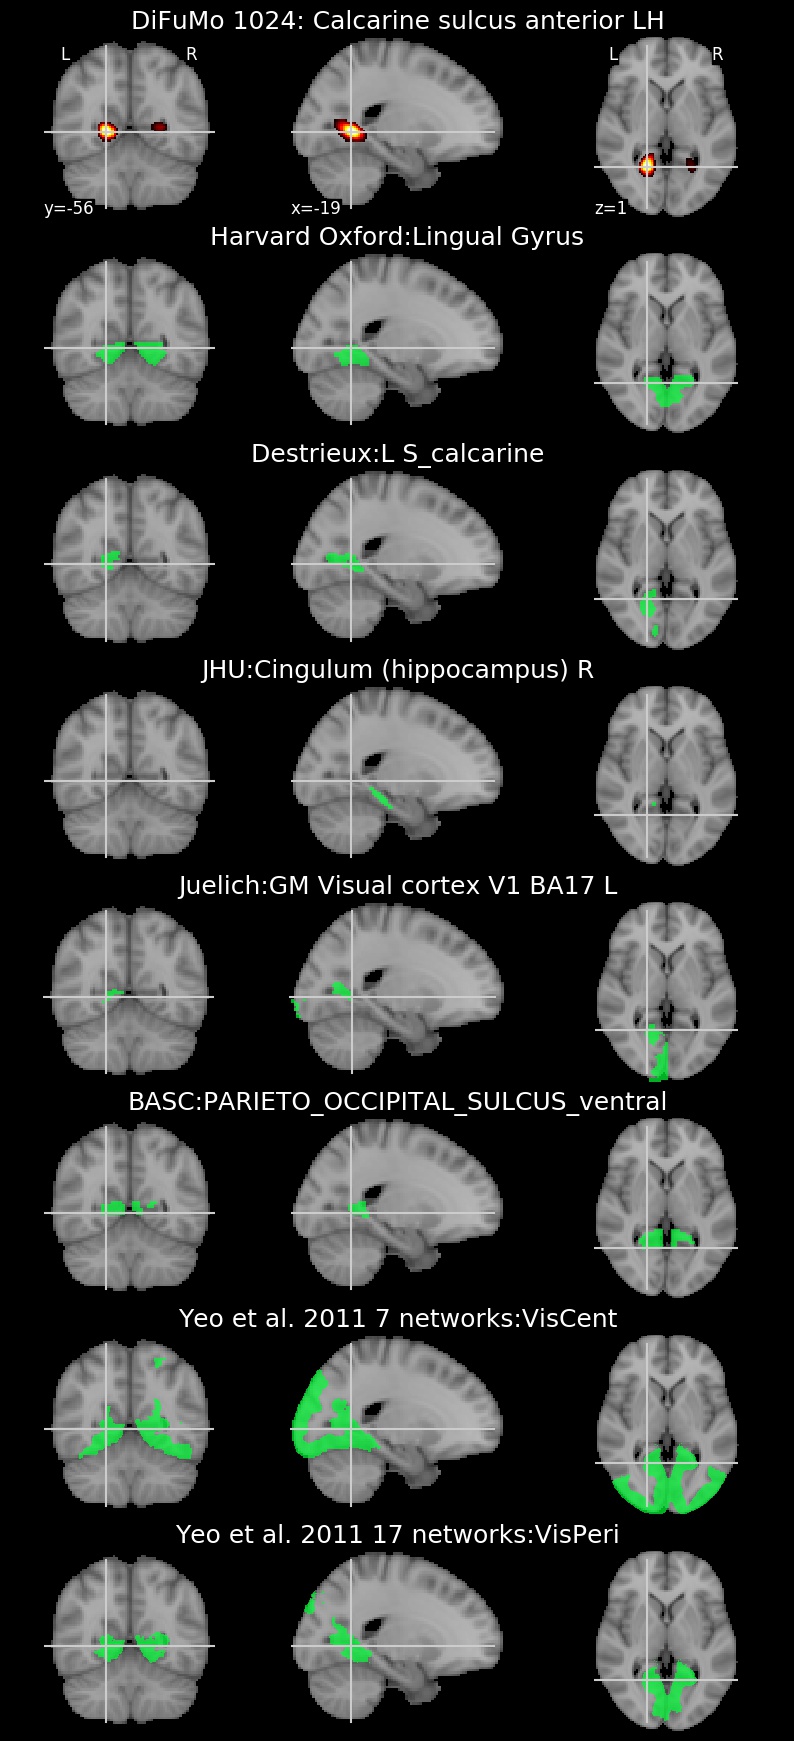 DiFuMo 1024: Calcarine sulcus anterior LH
L R L R
y=-56 x=-19 z=1
Harvard Oxford:Lingual Gyrus
Destrieux:L S_calcarine
JHU:Cingulum (hippocampus) R
Juelich:GM Visual cortex V1 BA17 L
BASC:PARIETO_OCCIPITAL_SULCUS_ventral
Yeo et al. 2011 7 networks:VisCent
Yeo et al. 2011 17 networks:VisPeri